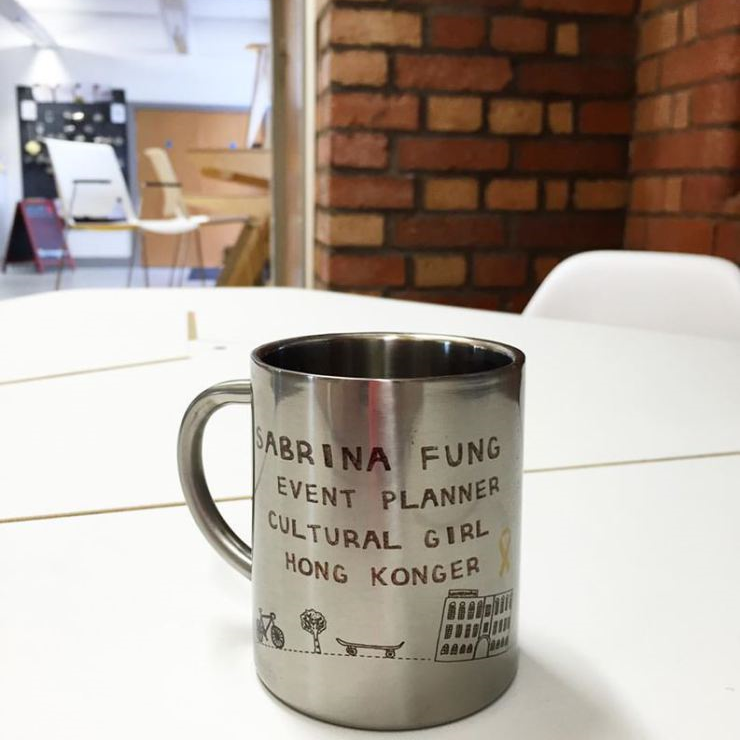 SABRINA FUNG
EVENT PLANNER
CULTURAL GIRL
HONG KONGER